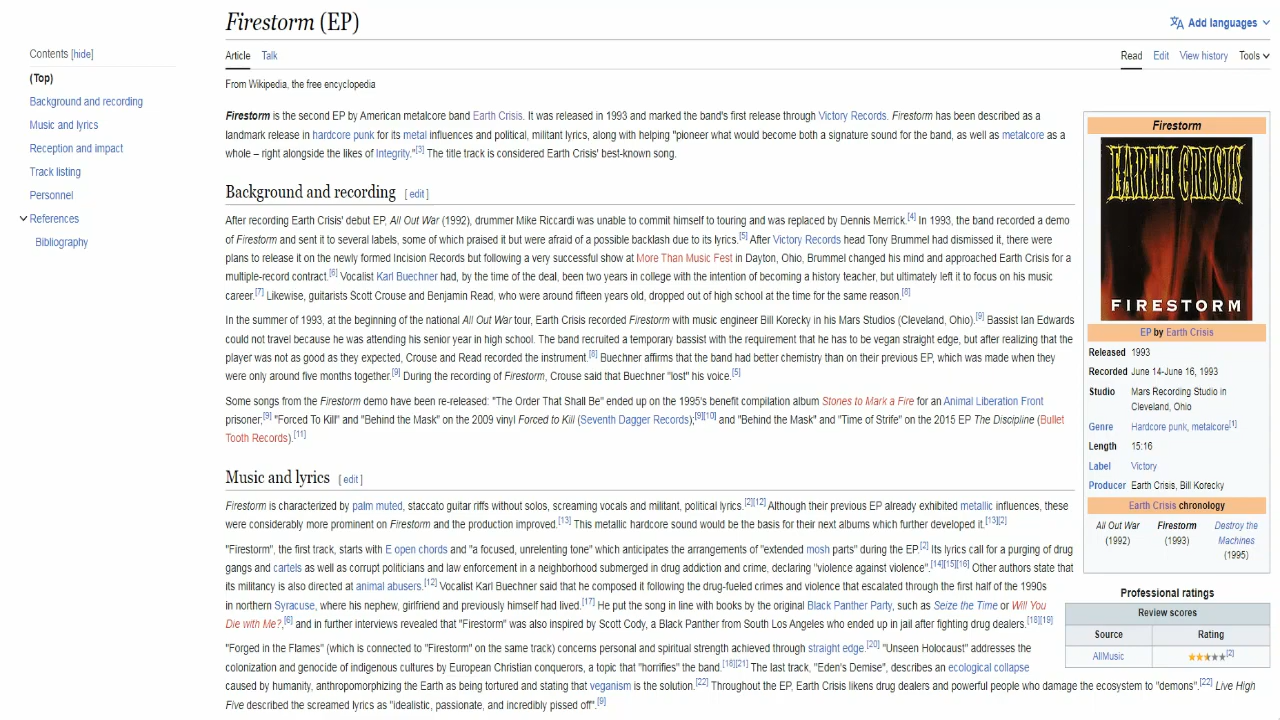 Firestorm (EP)
Add languages
Contents [hide]
(Top)
Background and recording
Music and lyrics
Reception and impact
Track listing
Personnel
References
Bibliography
Article Talk
Read Edit View history Tools
From Wikipedia, the free encyclopedia
Firestorm is the second EP by American metalcore band Earth Crisis. It was released in 1993 and marked the band's first release through Victory Records. Firestorm has been described as a
landmark release in hardcore punk for its metal influences and political, militant lyrics, along with helping "pioneer what would become both a signature sound for the band, as well as metalcore as a
whole – right alongside the likes of Integrity."[3] The title track is considered Earth Crisis' best-known song.
Background and recording [ edit ]
After recording Earth Crisis' debut EP, All Out War (1992), drummer Mike Riccardi was unable to commit himself to touring and was replaced by Dennis Merrick.[4] In 1993, the band recorded a demo
of Firestorm and sent it to several labels, some of which praised it but were afraid of a possible backlash due to its lyrics.[5] After Victory Records head Tony Brummel had dismissed it, there were
plans to release it on the newly formed Incision Records but following a very successful show at More Than Music Fest in Dayton, Ohio, Brummel changed his mind and approached Earth Crisis for a
multiple-record contract.[6] Vocalist Karl Buechner had, by the time of the deal, been two years in college with the intention of becoming a history teacher, but ultimately left it to focus on his music
career.[7] Likewise, guitarists Scott Crouse and Benjamin Read, who were around fifteen years old, dropped out of high school at the time for the same reason.[8]
In the summer of 1993, at the beginning of the national All Out War tour, Earth Crisis recorded Firestorm with music engineer Bill Korecky in his Mars Studios (Cleveland, Ohio).[9] Bassist Ian Edwards
could not travel because he was attending his senior year in high school. The band recruited a temporary bassist with the requirement that he has to be vegan straight edge, but after realizing that the
player was not as good as they expected, Crouse and Read recorded the instrument.[8] Buechner affirms that the band had better chemistry than on their previous EP, which was made when they
were only around five months together.[9] During the recording of Firestorm, Crouse said that Buechner "lost" his voice.[5]
Some songs from the Firestorm demo have been re-released: "The Order That Shall Be" ended up on the 1995's benefit compilation album Stones to Mark a Fire for an Animal Liberation Front
prisoner;[9] "Forced To Kill" and "Behind the Mask" on the 2009 vinyl Forced to Kill (Seventh Dagger Records);[9][10] and "Behind the Mask" and "Time of Strife" on the 2015 EP The Discipline (Bullet
Tooth Records).[11]
Music and lyrics [ edit ]
Firestorm is characterized by palm muted, staccato guitar riffs without solos, screaming vocals and militant, political lyrics.[2][12] Although their previous EP already exhibited metallic influences, these
were considerably more prominent on Firestorm and the production improved.[13] This metallic hardcore sound would be the basis for their next albums which further developed it.[13][2]
"Firestorm", the first track, starts with E open chords and "a focused, unrelenting tone" which anticipates the arrangements of "extended mosh parts" during the EP.[2] Its lyrics call for a purging of drug
gangs and cartels as well as corrupt politicians and law enforcement in a neighborhood submerged in drug addiction and crime, declaring "violence against violence".[14][15][16] Other authors state that
its militancy is also directed at animal abusers.[12] Vocalist Karl Buechner said that he composed it following the drug-fueled crimes and violence that escalated through the first half of the 1990s
in northern Syracuse, where his nephew, girlfriend and previously himself had lived.[17] He put the song in line with books by the original Black Panther Party, such as Seize the Time or Will You
Die with Me?,[6] and in further interviews revealed that "Firestorm" was also inspired by Scott Cody, a Black Panther from South Los Angeles who ended up in jail after fighting drug dealers.[18][19]
"Forged in the Flames" (which is connected to "Firestorm" on the same track) concerns personal and spiritual strength achieved through straight edge.[20] "Unseen Holocaust" addresses the
colonization and genocide of indigenous cultures by European Christian conquerors, a topic that "horrifies" the band.[18][21] The last track, "Eden's Demise", describes an ecological collapse
caused by humanity, anthropomorphizing the Earth as being tortured and stating that veganism is the solution.[22] Throughout the EP, Earth Crisis likens drug dealers and powerful people who damage the ecosystem to "demons".[22] Live High
Five described the screamed lyrics as "idealistic, passionate, and incredibly pissed off".[9]
Firestorm
EARTH CRISIS
FIRESTORM
EP by Earth Crisis
Released 1993
Recorded June 14-June 16, 1993
Studio Mars Recording Studio in
Cleveland, Ohio
Genre Hardcore punk, metalcore[1]
Length 15:16
Label Victory
Producer Earth Crisis, Bill Korecky
Earth Crisis chronology
All Out War Firestorm Destroy the
(1992) (1993) Machines
(1995)
Professional ratings
Review scores
Source Rating
AllMusic [2]